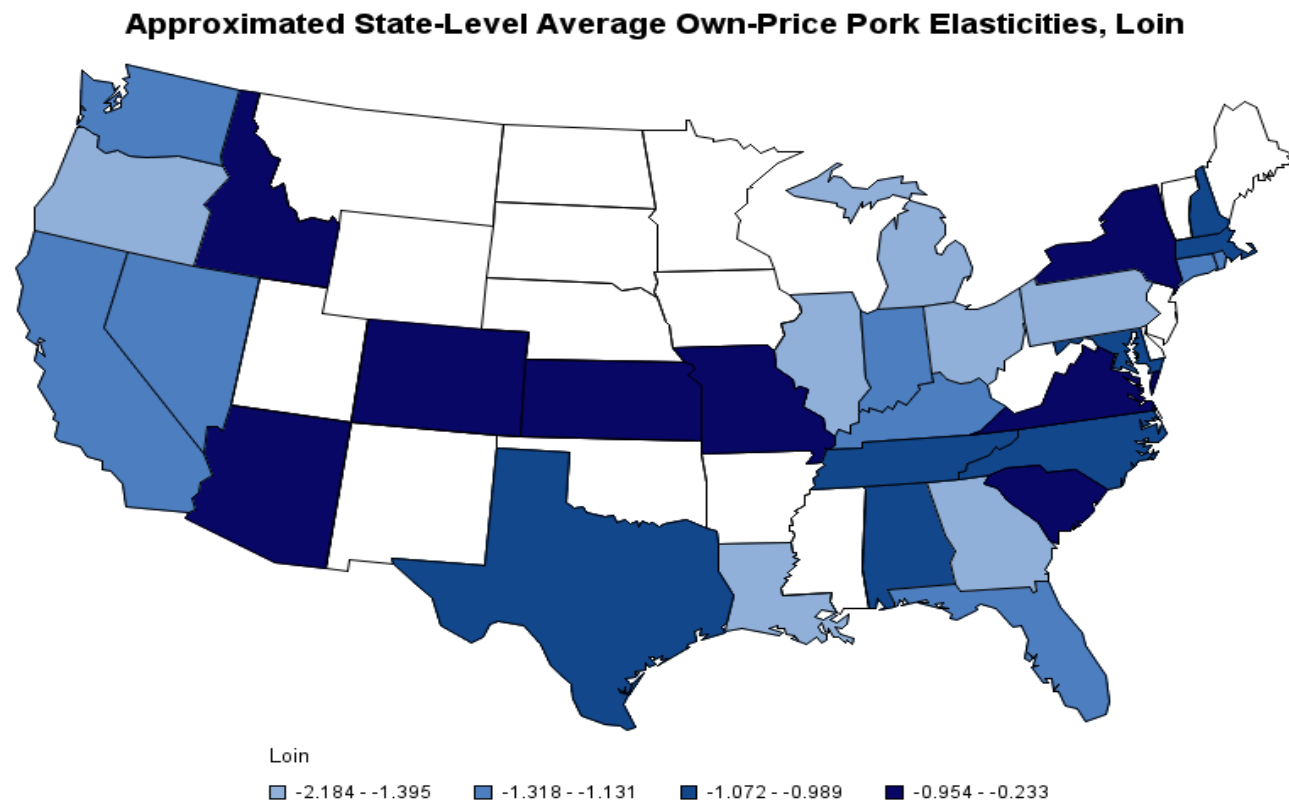 Approximated State-Level Average Own-Price Pork Elasticities, Loin
Loin
-2.184 - -1.395 -1.318 - -1.131 -1.072 - -0.989 -0.954 - -0.233